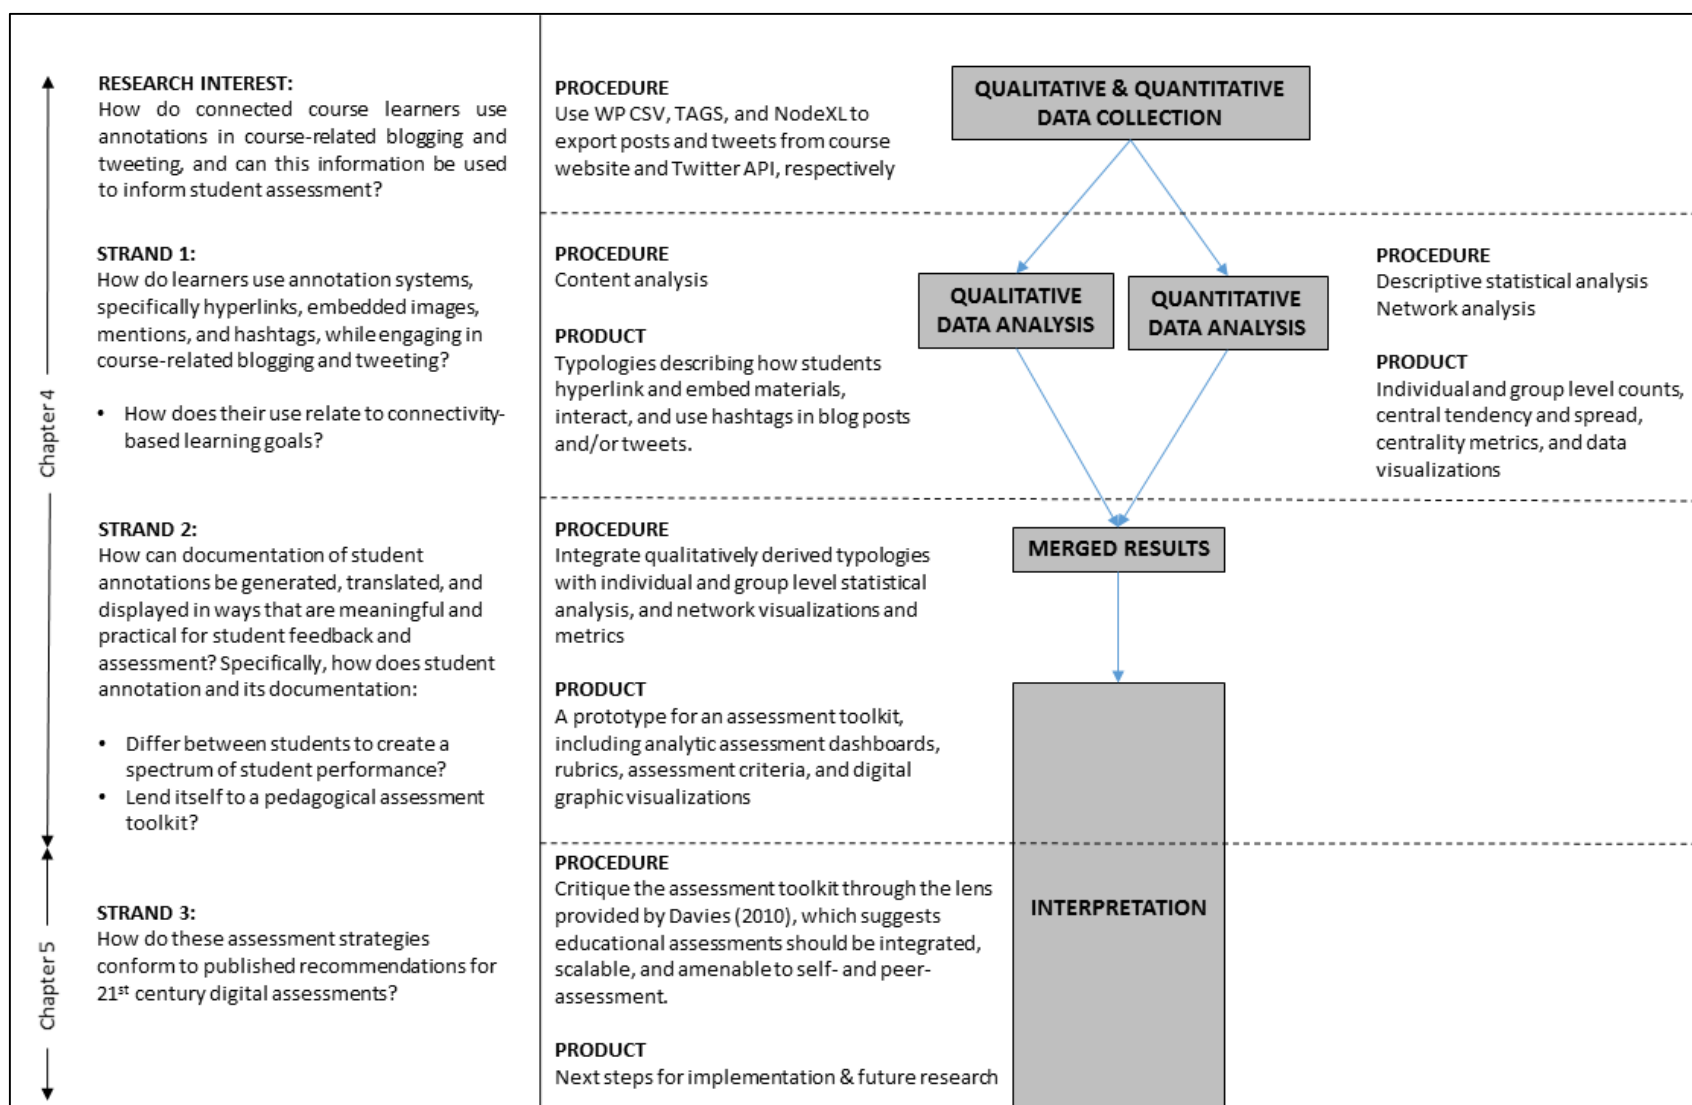 RESEARCH INTEREST:
How do connected course learners use
annotations in course-related blogging and
tweeting, and can this information be used
to inform student assessment?
PROCEDURE
Use WP CSV, TAGS, and NodeXL to
export posts and tweets from course
website and Twitter API, respectively
QUALITATIVE & QUANTITATIVE
DATA COLLECTION
Chapter 4
STRAND 1:
How do learners use annotation systems,
specifically hyperlinks, embedded images,
mentions, and hashtags, while engaging in
course-related blogging and tweeting?
• How does their use relate to connectivity-
based learning goals?
PROCEDURE
Content analysis
PRODUCT
Typologies describing how students
hyperlink and embed materials,
interact, and use hashtags in blog posts
and/or tweets.
QUALITATIVE
DATA ANALYSIS
QUANTITATIVE
DATA ANALYSIS
PROCEDURE
Descriptive statistical analysis
Network analysis
PRODUCT
Individual and group level counts,
central tendency and spread,
centrality metrics, and data
visualizations
STRAND 2:
How can documentation of student
annotations be generated, translated, and
displayed in ways that are meaningful and
practical for student feedback and
assessment? Specifically, how does student
annotation and its documentation:
• Differ between students to create a
spectrum of student performance?
• Lend itself to a pedagogical assessment
toolkit?
PROCEDURE
Integrate qualitatively derived typologies
with individual and group level statistical
analysis, and network visualizations and
metrics
PRODUCT
A prototype for an assessment toolkit,
including analytic assessment dashboards,
rubrics, assessment criteria, and digital
graphic visualizations
MERGED RESULTS
Chapter 5
STRAND 3:
How do these assessment strategies
conform to published recommendations for
21st century digital assessments?
PROCEDURE
Critique the assessment toolkit through the lens
provided by Davies (2010), which suggests
educational assessments should be integrated,
scalable, and amenable to self- and peer-
assessment.
PRODUCT
Next steps for implementation & future research
INTERPRETATION